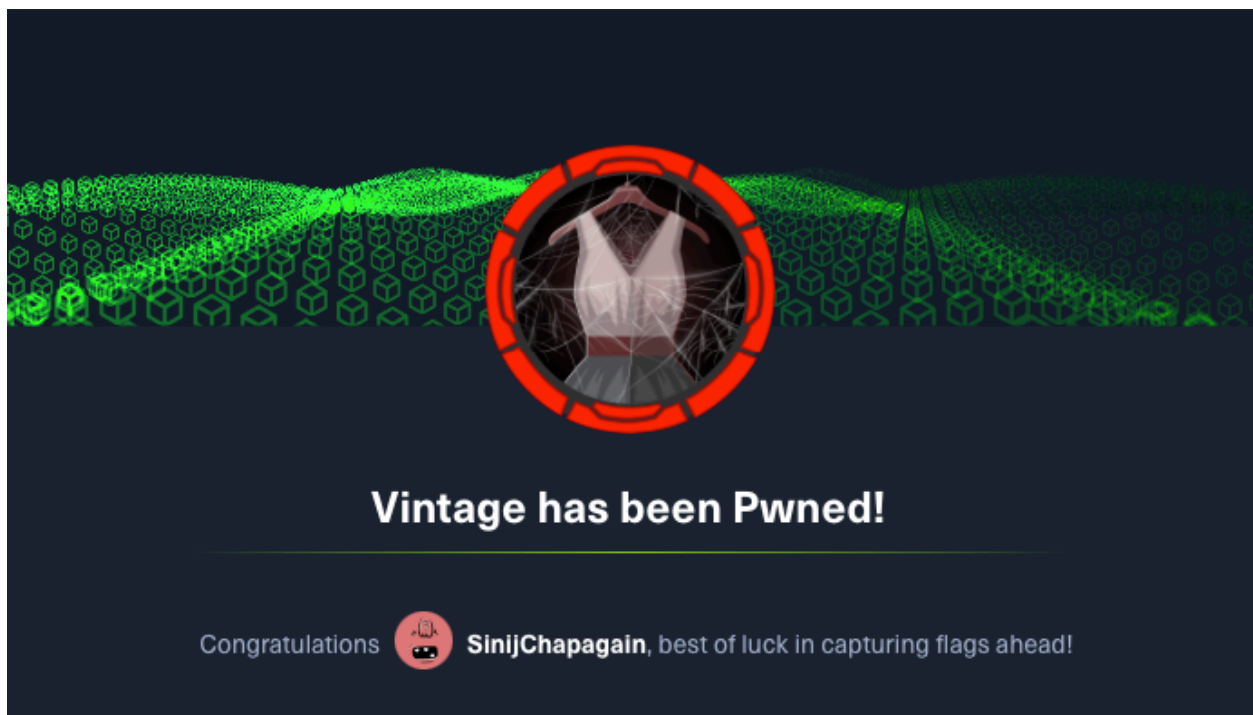 Vintage has been Pwned!
Congratulations SinijChapagain, best of luck in capturing flags ahead!